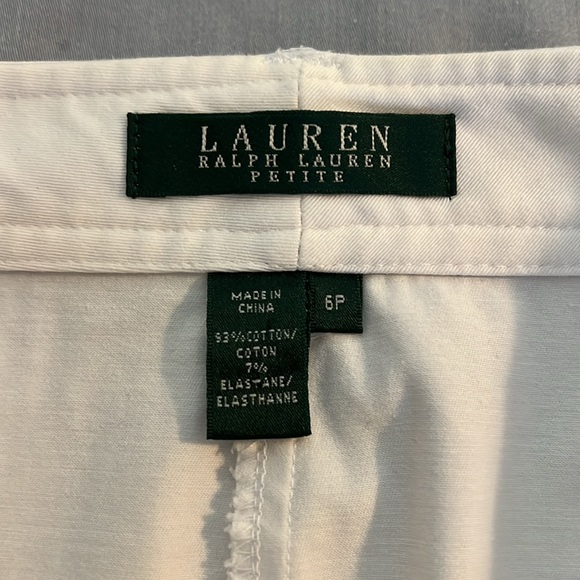 LAUREN
RALPH LAUREN
PETITE
MADE IN
CHINA
6P
93%COTTON/
COTON
7%
ELASTANE/
ELASTHANNE